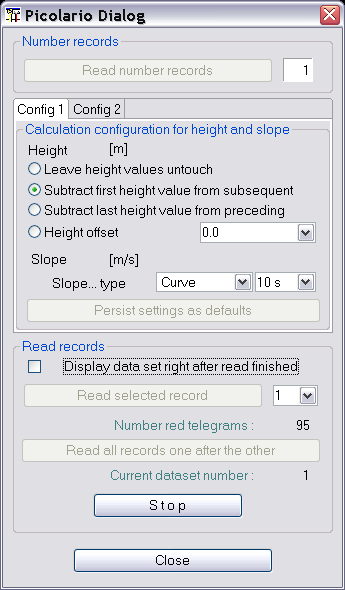 Picolario Dialog
Number records
Read number records 1
Config 1 Config 2
Calculation configuration for height and slope
Height [m]
Leave height values untouch
Subtract first height value from subsequent
Subtract last height value from preceding
Height offset 0.0
Slope [m/s]
Slope... type Curve 10 s
Persist settings as defaults
Read records
Display data set right after read finished
Read selected record 1
Number red telegrams : 95
Read all records one after the other
Current dataset number : 1
Stop
Close